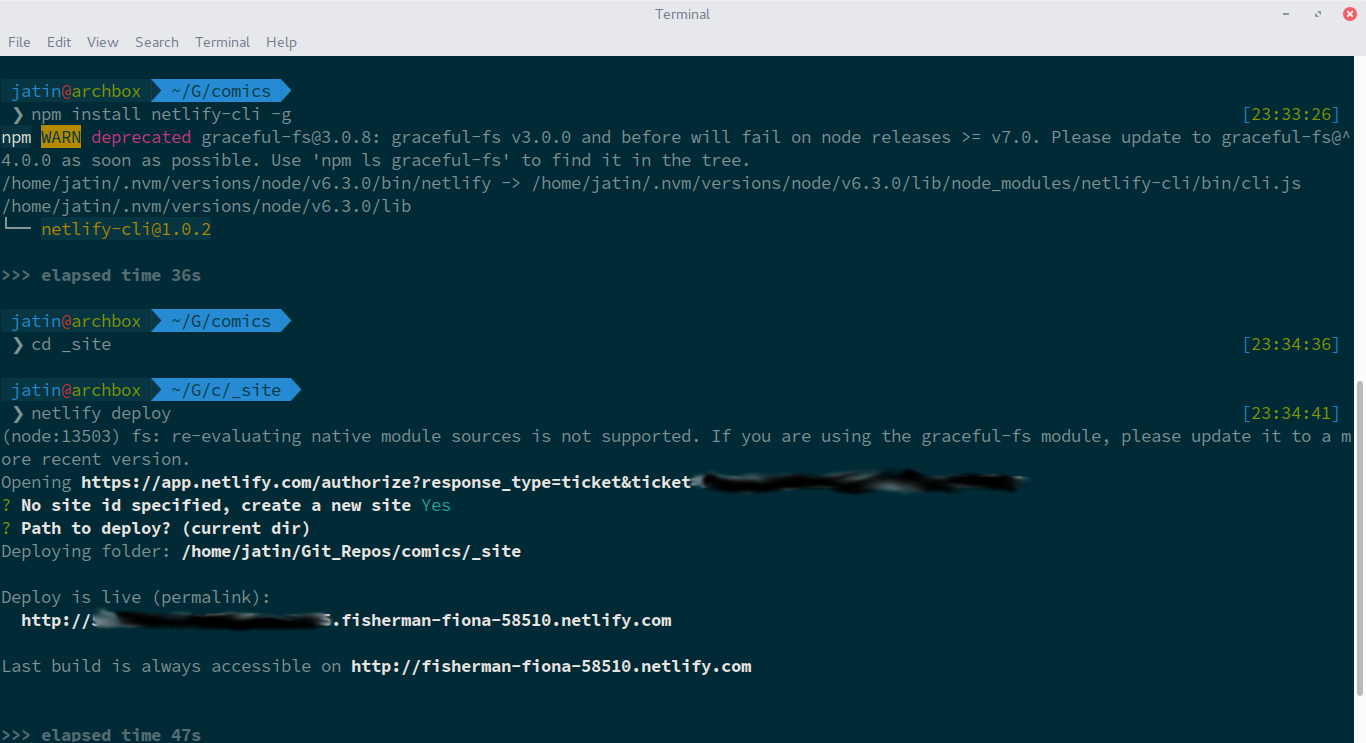 Terminal
File Edit View Search Terminal Help
jatin@archbox ~/G/comics
❯ npm install netlify-cli -g [23:33:26]
npm WARN deprecated graceful-fs@3.0.8: graceful-fs v3.0.0 and before will fail on node releases >= v7.0. Please update to graceful-fs@^
4.0.0 as soon as possible. Use 'npm ls graceful-fs' to find it in the tree.
/home/jatin/.nvm/versions/node/v6.3.0/bin/netlify -> /home/jatin/.nvm/versions/node/v6.3.0/lib/node_modules/netlify-cli/bin/cli.js
/home/jatin/.nvm/versions/node/v6.3.0/lib
└── netlify-cli@1.0.2
>>> elapsed time 36s
jatin@archbox ~/G/comics
❯ cd _site [23:34:36]
jatin@archbox ~/G/c/_site
❯ netlify deploy [23:34:41]
(node:13503) fs: re-evaluating native module sources is not supported. If you are using the graceful-fs module, please update it to a m
ore recent version.
Opening https://app.netlify.com/authorize?response_type=ticket&ticket
? No site id specified, create a new site Yes
? Path to deploy? (current dir)
Deploying folder: /home/jatin/Git_Repos/comics/_site
Deploy is live (permalink):
http:// .fisherman-fiona-58510.netlify.com
Last build is always accessible on http://fisherman-fiona-58510.netlify.com
>>> elapsed time 47s